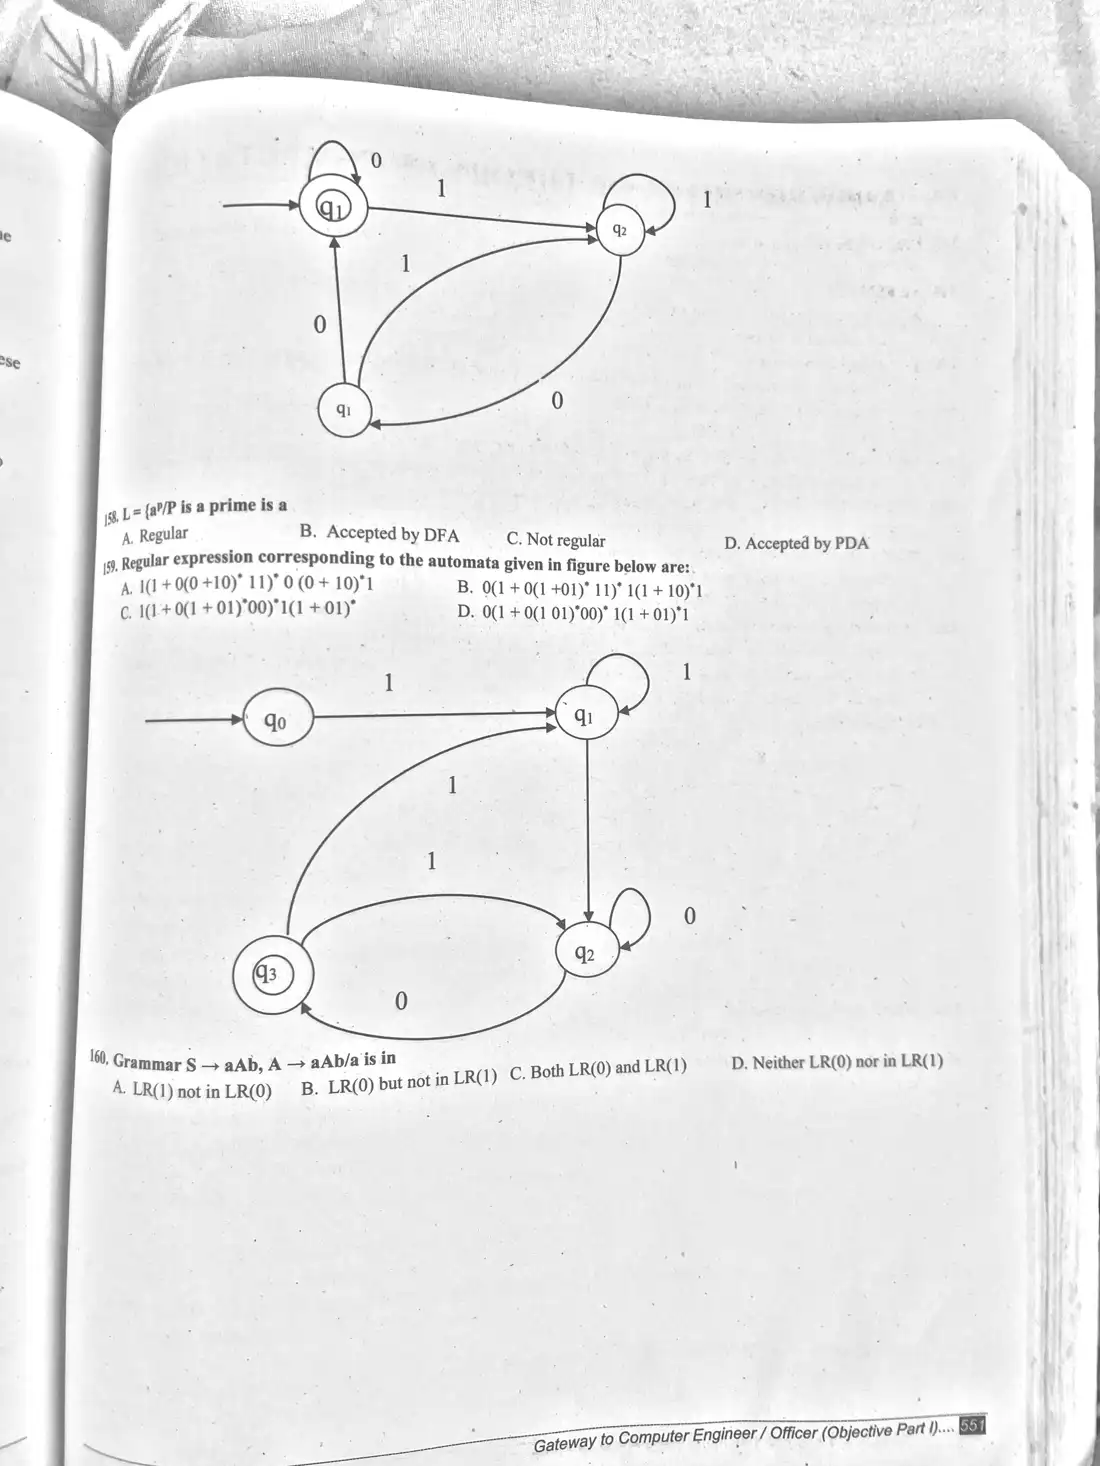 0
1
1
q1
q2
1
1
0
q1
0
158. L = {aᵖ/P is a prime is a
A. Regular B. Accepted by DFA C. Not regular D. Accepted by PDA
159. Regular expression corresponding to the automata given in figure below are:
A. 1(1 + 0(0 +10)* 11)* 0 (0 + 10)*1 B. 0(1 + 0(1 +01)* 11)* 1(1 + 10)*1
C. 1(1 + 0(1 + 01)*00)*1(1 + 01)* D. 0(1 + 0(1 01)*00)* 1(1 + 01)*1
1
1
q0
q1
1
1
0
q2
q3
0
160. Grammar S → aAb, A → aAb/a is in
A. LR(1) not in LR(0) B. LR(0) but not in LR(1) C. Both LR(0) and LR(1) D. Neither LR(0) nor in LR(1)
Gateway to Computer Engineer / Officer (Objective Part I).... 551